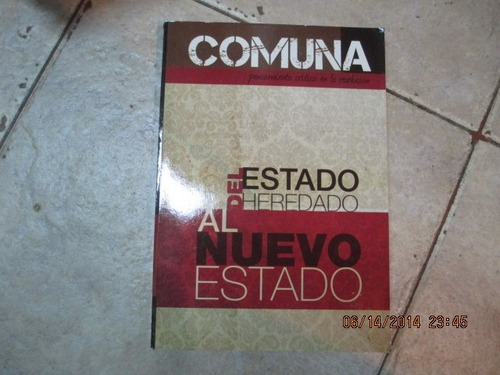 COMUNA
pensamiento crítico en la revolución
DEL ESTADO
HEREDADO
AL
NUEVO
ESTADO
06/14/2014 23:45